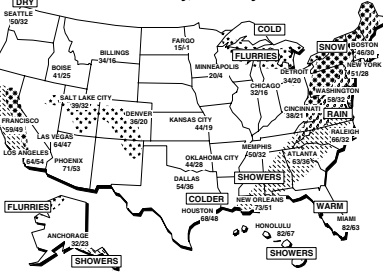 DRY
SEATTLE
50/32
FARGO
15/-1
COLD
BOSTON
46/30
BILLINGS
34/16
SNOW
FLURRIES
NEW YORK
51/28
BOISE
41/25
MINNEAPOLIS
20/4
DETROIT
34/20
CHICAGO
32/16
WASHINGTON
58/32
SALT LAKE CITY
39/32
CINCINNATI
38/21
RAIN
DENVER
36/20
FRANCISCO
59/49
KANSAS CITY
44/19
RALEIGH
66/32
LAS VEGAS
64/47
MEMPHIS
50/32
LOS ANGELES
64/54
ATLANTA
63/36
OKLAHOMA CITY
44/28
PHOENIX
71/53
DALLAS
54/36
SHOWERS
COLDER
NEW ORLEANS
73/51
FLURRIES
WARM
HOUSTON
68/48
MIAMI
82/63
HONOLULU
82/67
ANCHORAGE
32/23
SHOWERS
SHOWERS